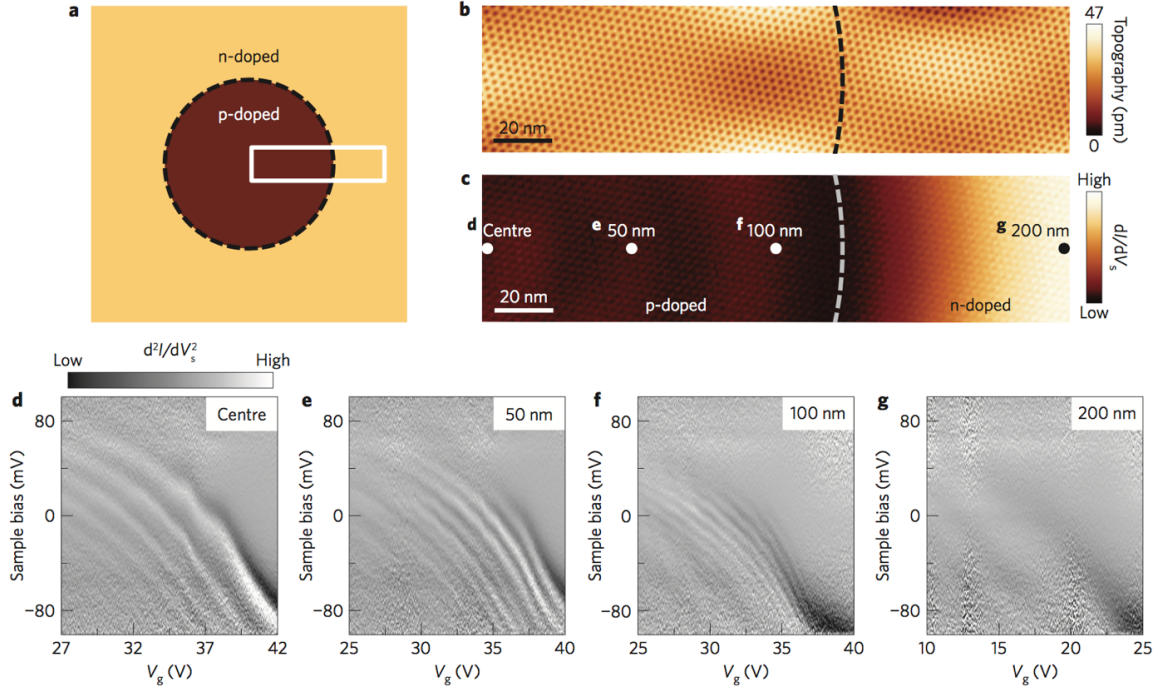 a
n-doped
p-doped
b
20 nm
47
Topography (pm)
0
c
d Centre
e 50 nm
f 100 nm
g 200 nm
20 nm
p-doped
n-doped
High
dI/dVs
Low
d²I/dVs²
Low High
d
Centre
80
0
−80
Sample bias (mV)
27 32 37 42
Vg (V)
e
50 nm
80
0
−80
Sample bias (mV)
25 30 35 40
Vg (V)
f
100 nm
80
0
−80
Sample bias (mV)
25 30 35 40
Vg (V)
g
200 nm
80
0
−80
Sample bias (mV)
10 15 20 25
Vg (V)